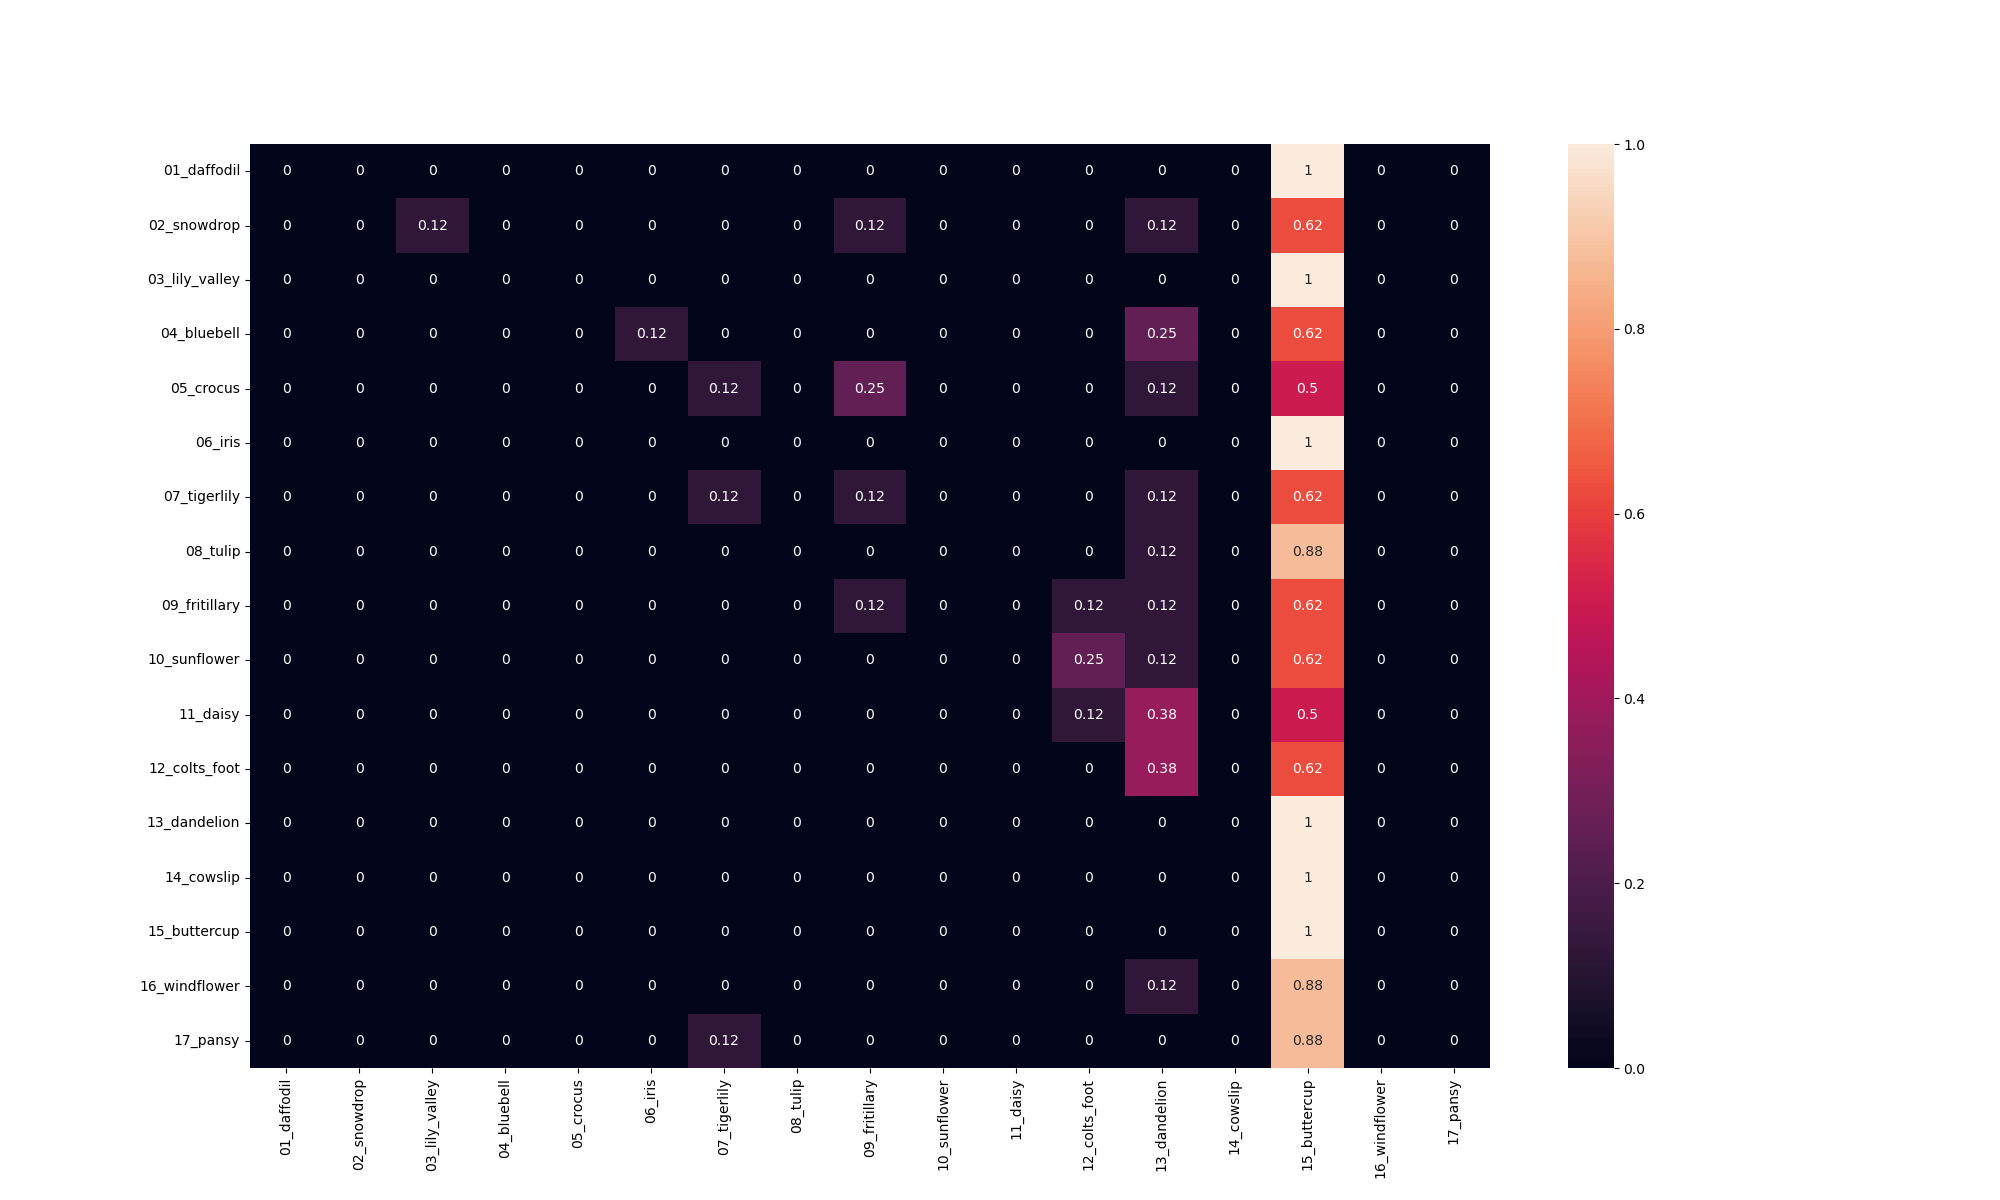 01_daffodil 0 0 0 0 0 0 0 0 0 0 0 0 0 0 1 0 0
02_snowdrop 0 0 0.12 0 0 0 0 0 0.12 0 0 0 0.12 0 0.62 0 0
03_lily_valley 0 0 0 0 0 0 0 0 0 0 0 0 0 0 1 0 0
04_bluebell 0 0 0 0 0 0.12 0 0 0 0 0 0 0.25 0 0.62 0 0
05_crocus 0 0 0 0 0 0 0.12 0 0.25 0 0 0 0.12 0 0.5 0 0
06_iris 0 0 0 0 0 0 0 0 0 0 0 0 0 0 1 0 0
07_tigerlily 0 0 0 0 0 0 0.12 0 0.12 0 0 0 0.12 0 0.62 0 0
08_tulip 0 0 0 0 0 0 0 0 0 0 0 0 0.12 0 0.88 0 0
09_fritillary 0 0 0 0 0 0 0 0 0.12 0 0 0.12 0.12 0 0.62 0 0
10_sunflower 0 0 0 0 0 0 0 0 0 0 0 0.25 0.12 0 0.62 0 0
11_daisy 0 0 0 0 0 0 0 0 0 0 0 0.12 0.38 0 0.5 0 0
12_colts_foot 0 0 0 0 0 0 0 0 0 0 0 0 0.38 0 0.62 0 0
13_dandelion 0 0 0 0 0 0 0 0 0 0 0 0 0 0 1 0 0
14_cowslip 0 0 0 0 0 0 0 0 0 0 0 0 0 0 1 0 0
15_buttercup 0 0 0 0 0 0 0 0 0 0 0 0 0 0 1 0 0
16_windflower 0 0 0 0 0 0 0 0 0 0 0 0 0.12 0 0.88 0 0
17_pansy 0 0 0 0 0 0 0.12 0 0 0 0 0 0 0 0.88 0 0
01_daffodil
02_snowdrop
03_lily_valley
04_bluebell
05_crocus
06_iris
07_tigerlily
08_tulip
09_fritillary
10_sunflower
11_daisy
12_colts_foot
13_dandelion
14_cowslip
15_buttercup
16_windflower
17_pansy
1.0
0.8
0.6
0.4
0.2
0.0